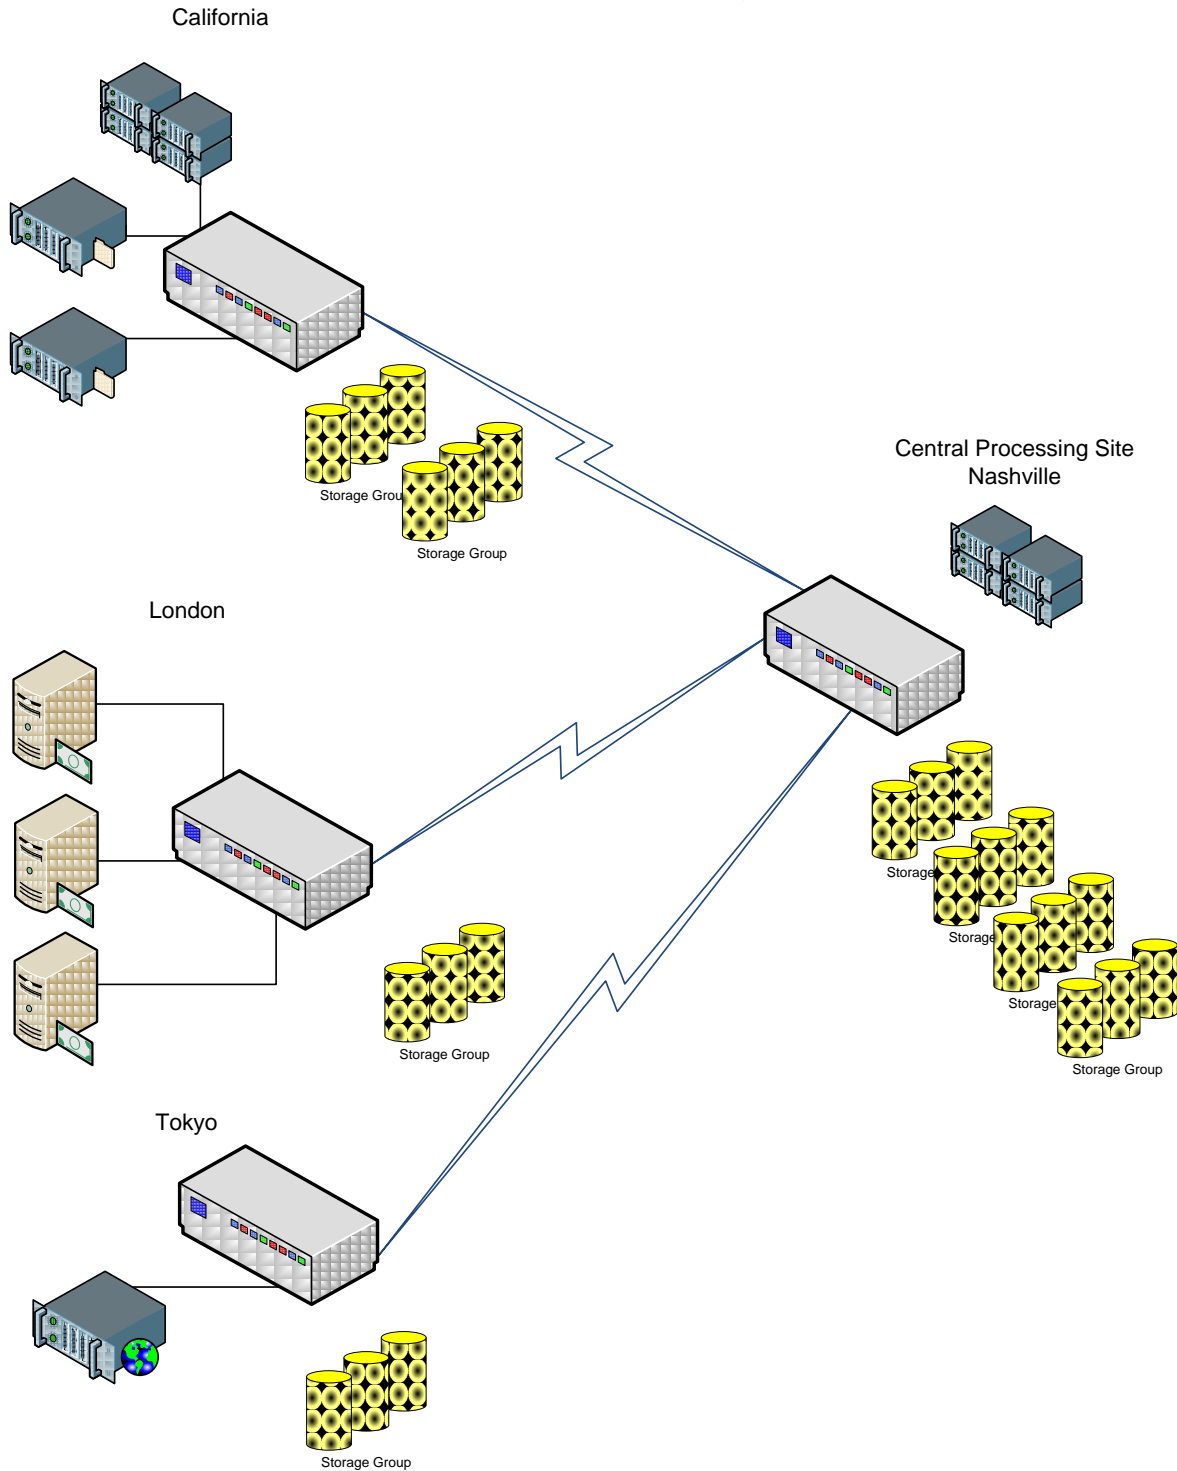 California
Storage Grou
Storage Group
Central Processing Site
Nashville
London
Storage
Storage
Storage
Storage Group
Storage Group
Tokyo
Storage Group